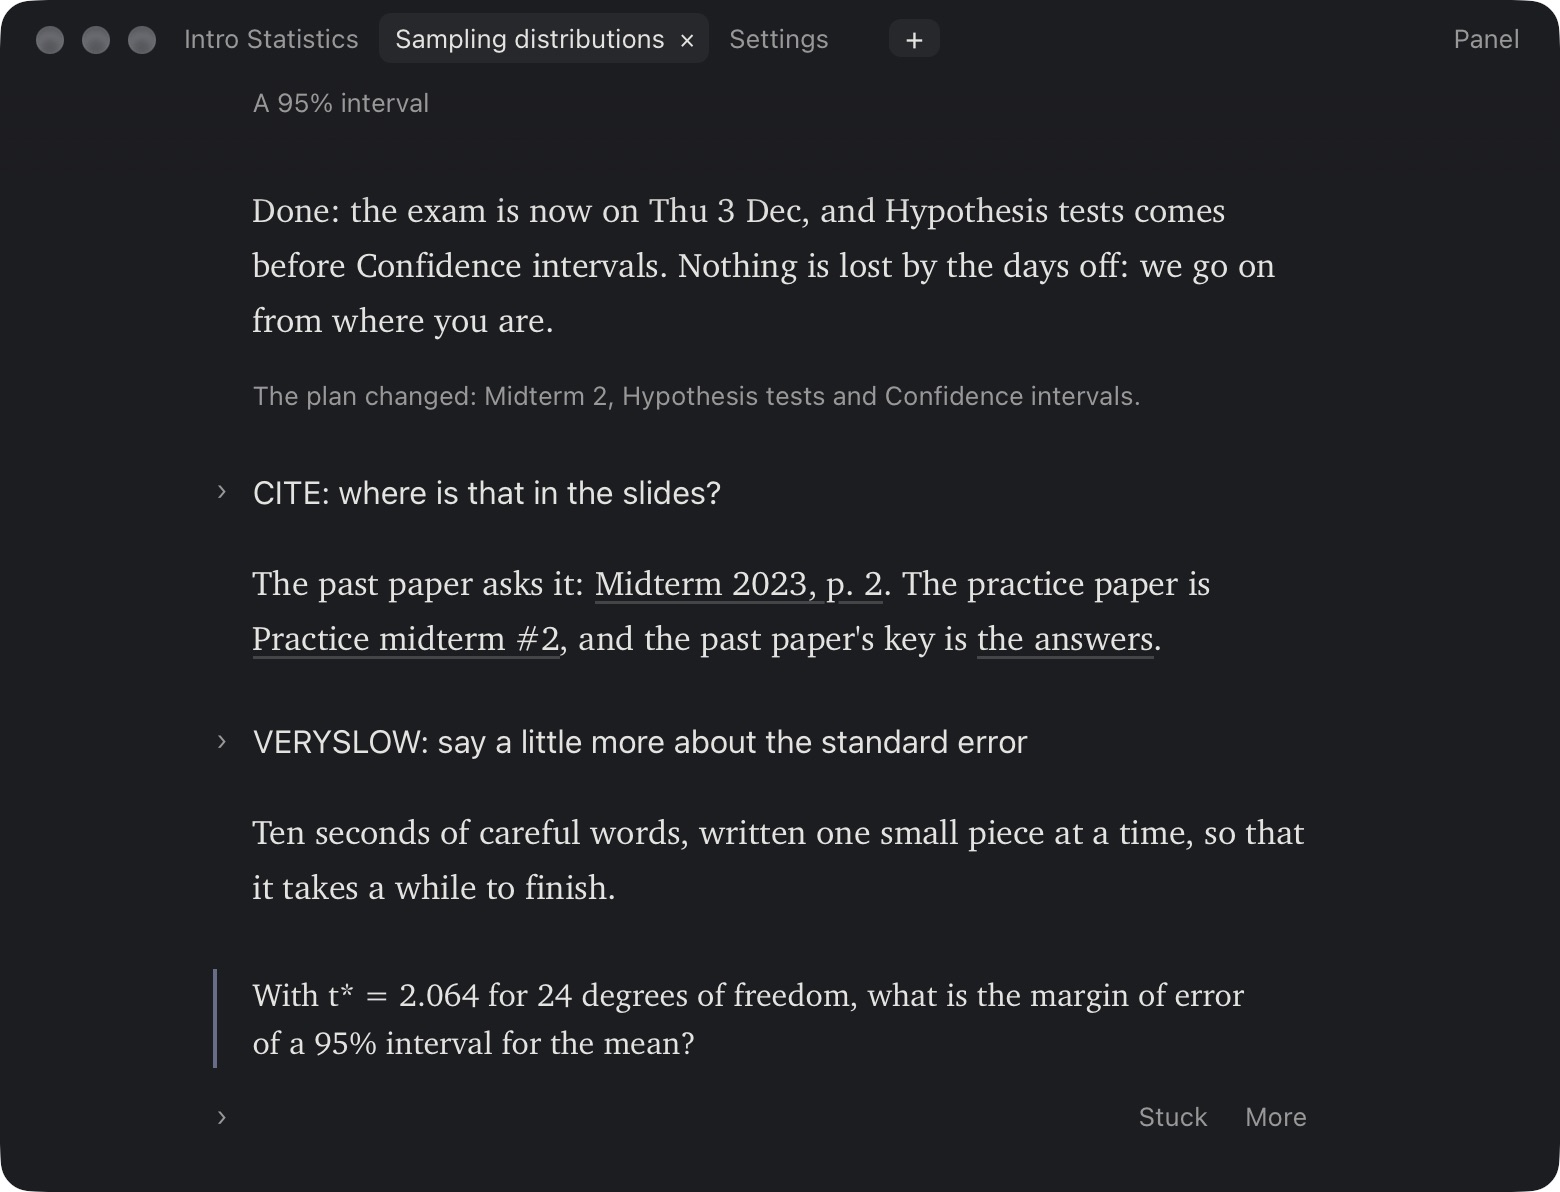 Intro Statistics Sampling distributions × Settings + Panel
A 95% interval
Done: the exam is now on Thu 3 Dec, and Hypothesis tests comes
before Confidence intervals. Nothing is lost by the days off: we go on
from where you are.
The plan changed: Midterm 2, Hypothesis tests and Confidence intervals.
› CITE: where is that in the slides?
The past paper asks it: Midterm 2023, p. 2. The practice paper is
Practice midterm #2, and the past paper's key is the answers.
› VERYSLOW: say a little more about the standard error
Ten seconds of careful words, written one small piece at a time, so that
it takes a while to finish.
With t* = 2.064 for 24 degrees of freedom, what is the margin of error
of a 95% interval for the mean?
› Stuck More